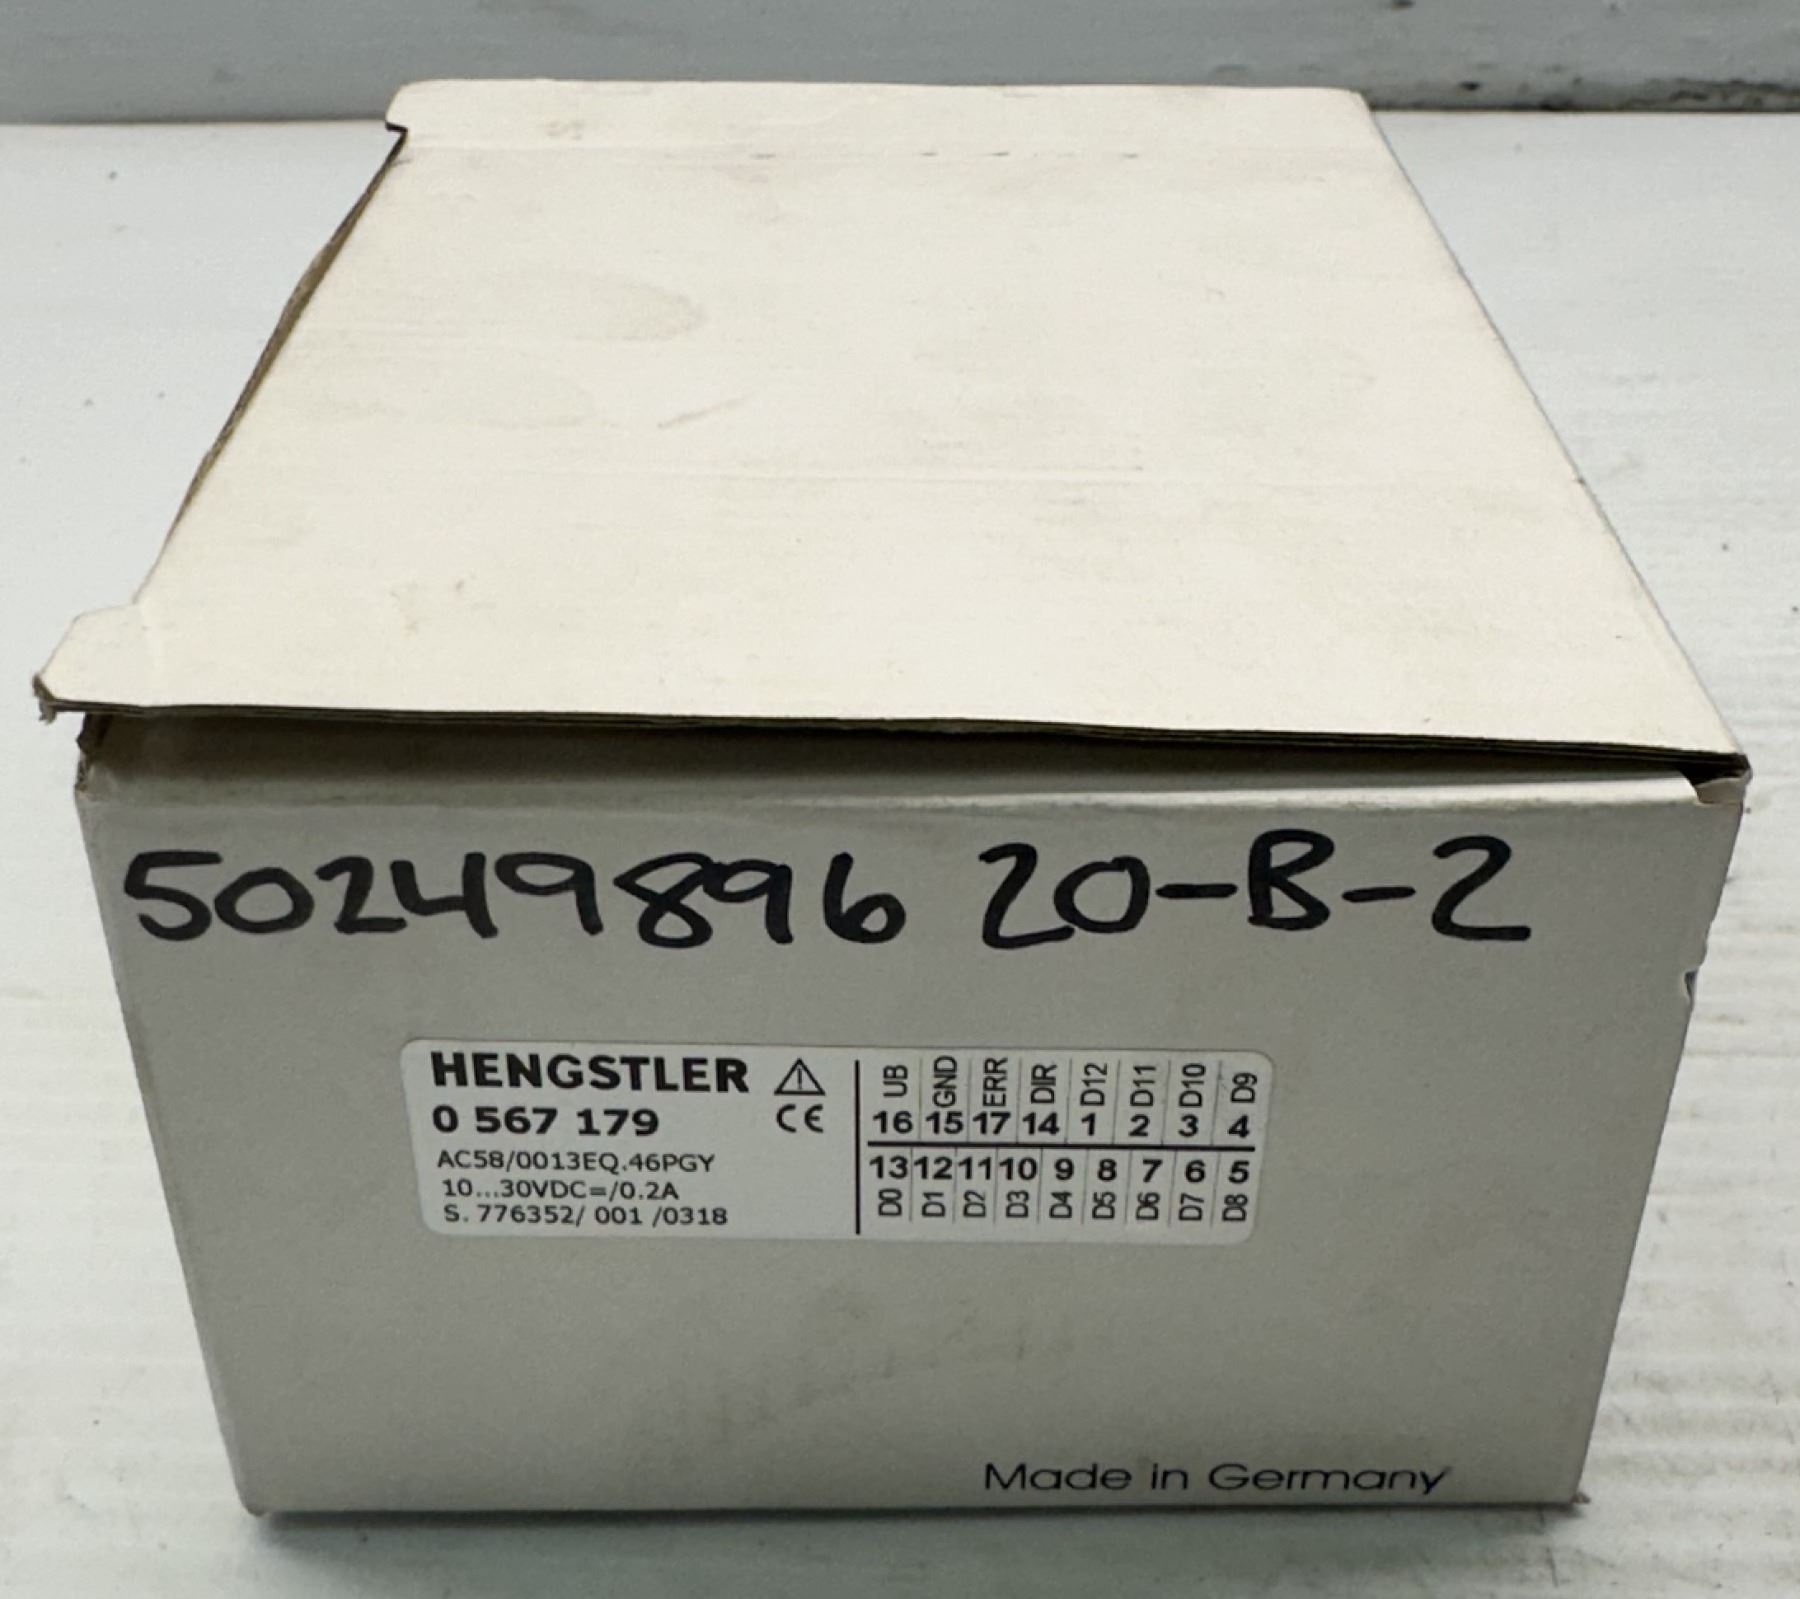 50249896 20-B-2
HENGSTLER
0 567 179
CE
AC58/0013EQ.46PGY
10...30VDC=/0.2A
S. 776352/ 001 /0318
UB GND ERR DIR D12 D11 D10 D9
16 15 17 14 1 2 3 4
13 12 11 10 9 8 7 6 5
D0 D1 D2 D3 D4 D5 D6 D7 D8
Made in Germany